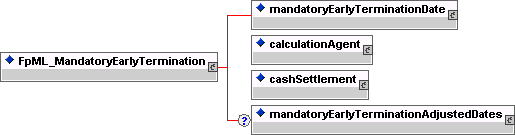 mandatoryEarlyTerminationDate
calculationAgent
FpML_MandatoryEarlyTermination
cashSettlement
?
mandatoryEarlyTerminationAdjustedDates